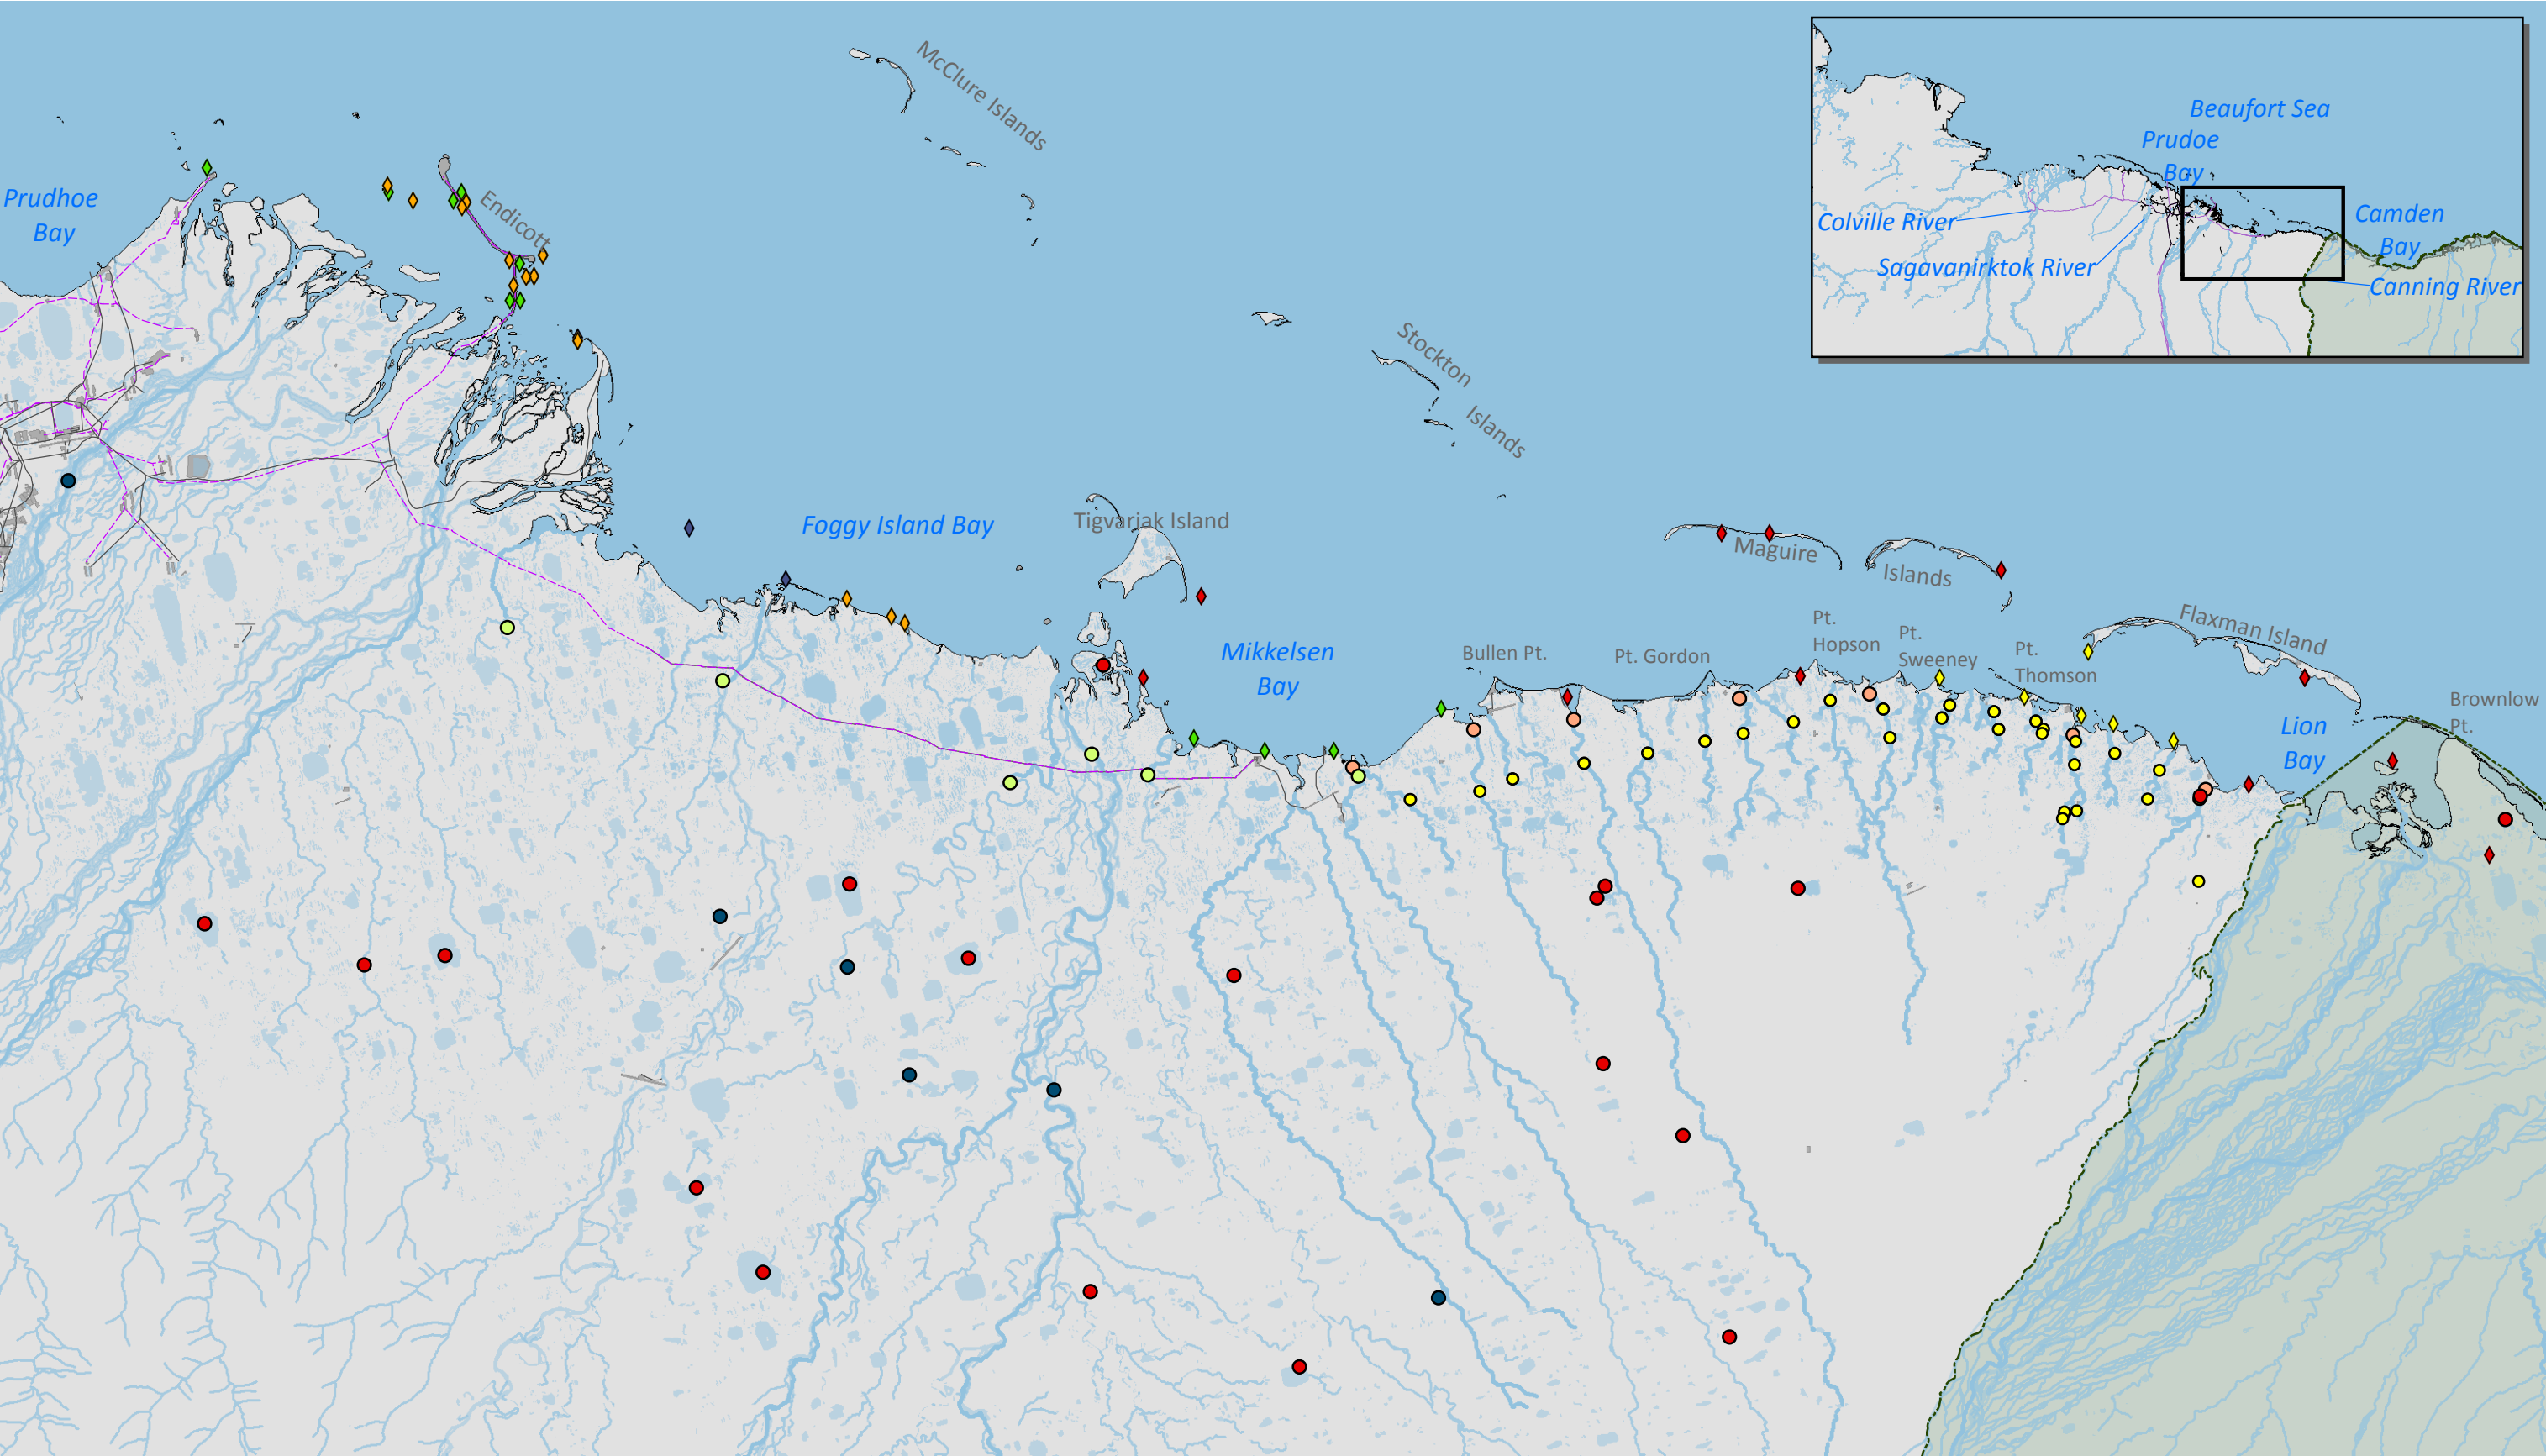 McClure Islands
Prudhoe
Bay
Endicott
Beaufort Sea
Prudoe
Bay
Colville River
Camden
Bay
Sagavanirktok River
Canning River
Stockton
Islands
Foggy Island Bay
Tigvariak Island
Maguire
Islands
Flaxman Island
Mikkelsen
Bay
Bullen Pt.
Pt. Gordon
Pt.
Hopson
Pt.
Sweeney
Pt.
Thomson
Lion
Bay
Brownlow
Pt.